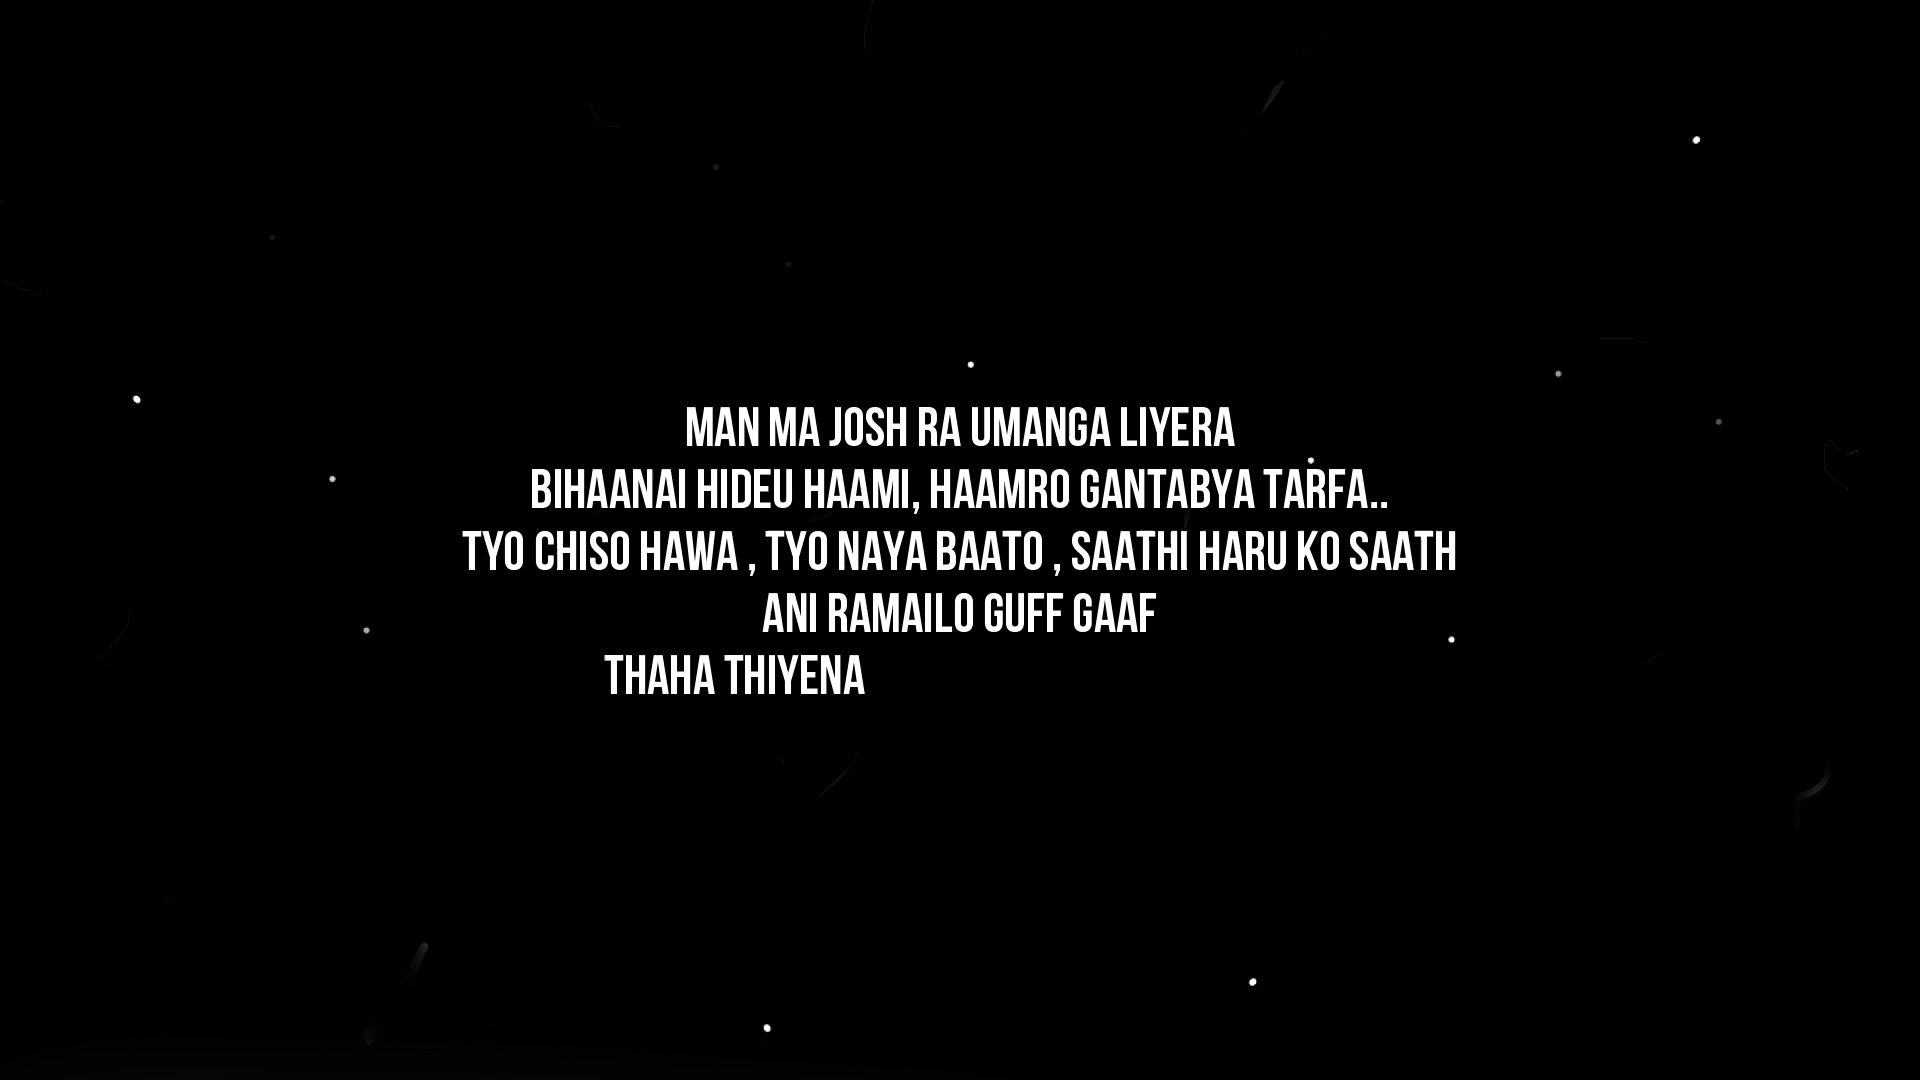 MAN MA JOSH RA UMANGA LIYERA
BIHAANAI HIDEU HAAMI, HAAMRO GANTABYA TARFA..
TYO CHISO HAWA , TYO NAYA BAATO , SAATHI HARU KO SAATH
ANI RAMAILO GUFF GAAF
THAHA THIYENA